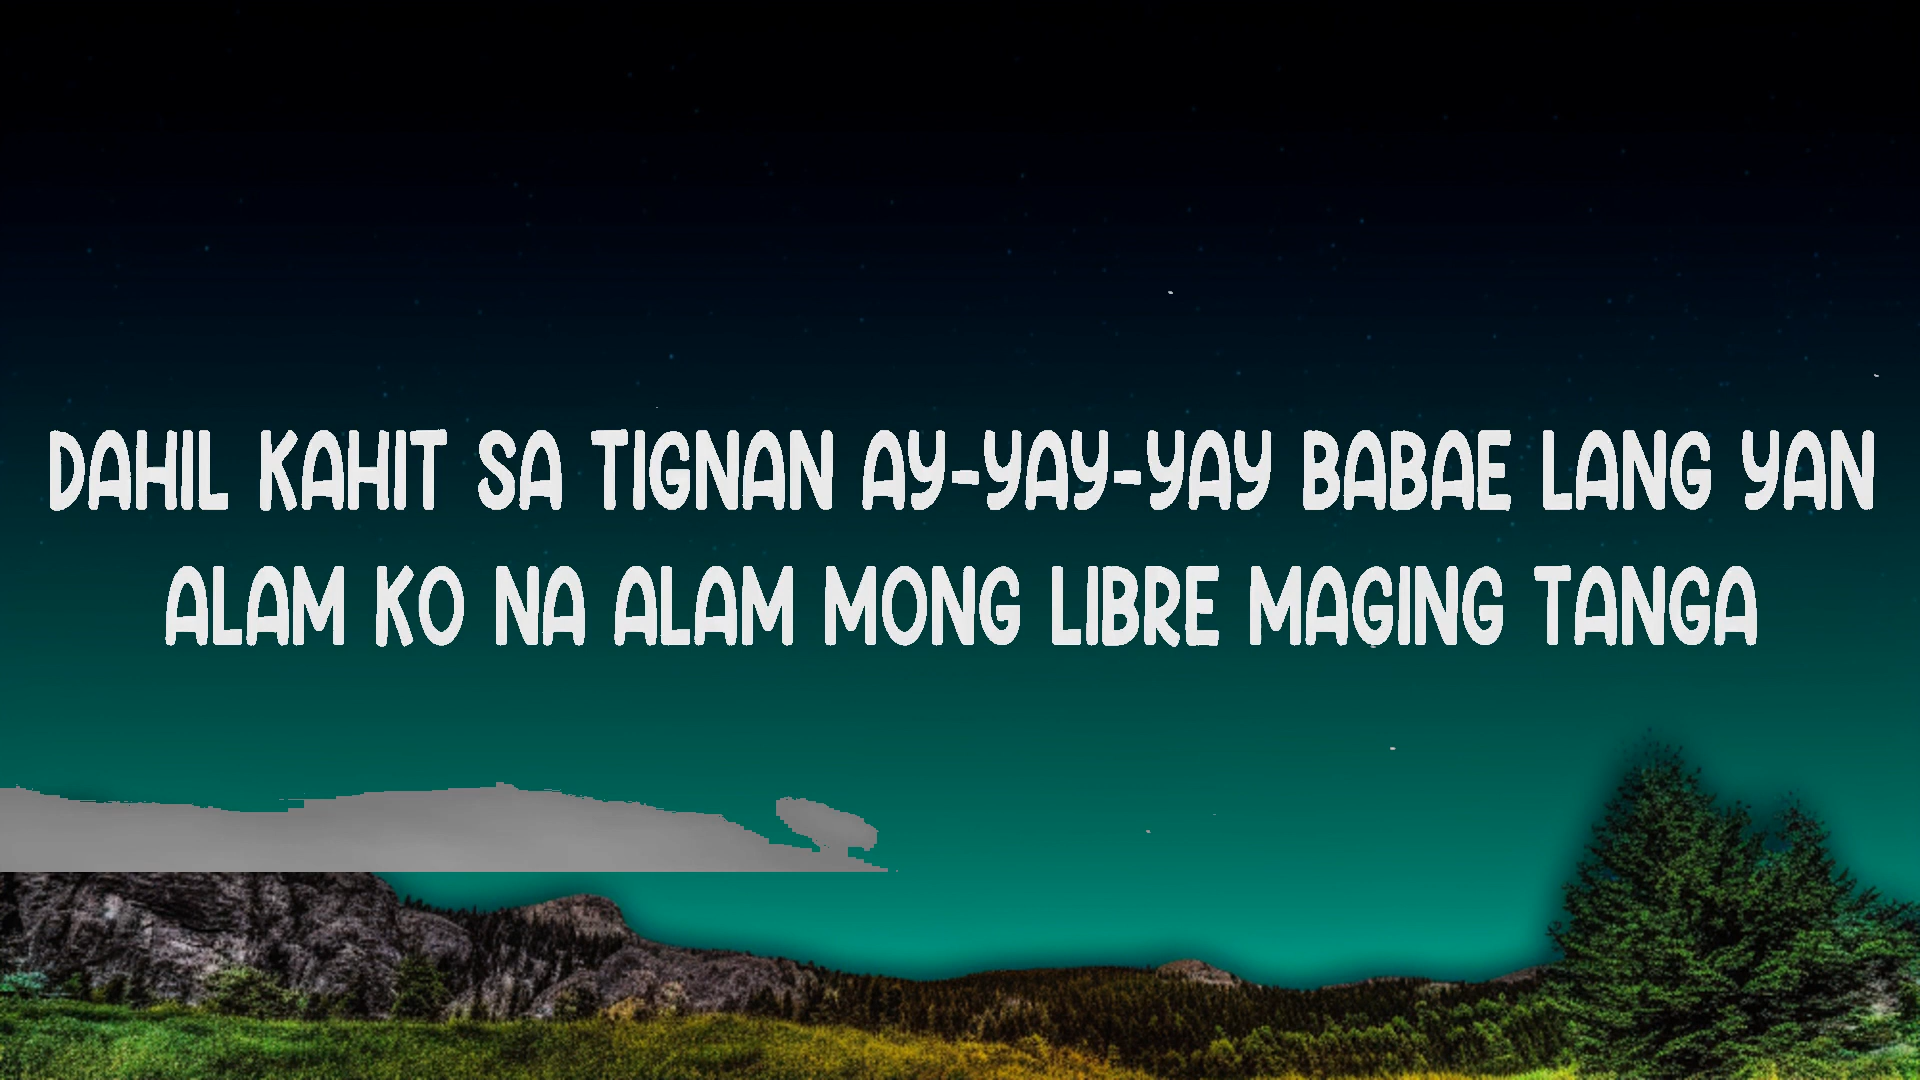 DAHIL KAHIT SA TIGNAN AY-YAY-YAY BABAE LANG YAN
ALAM KO NA ALAM MONG LIBRE MAGING TANGA